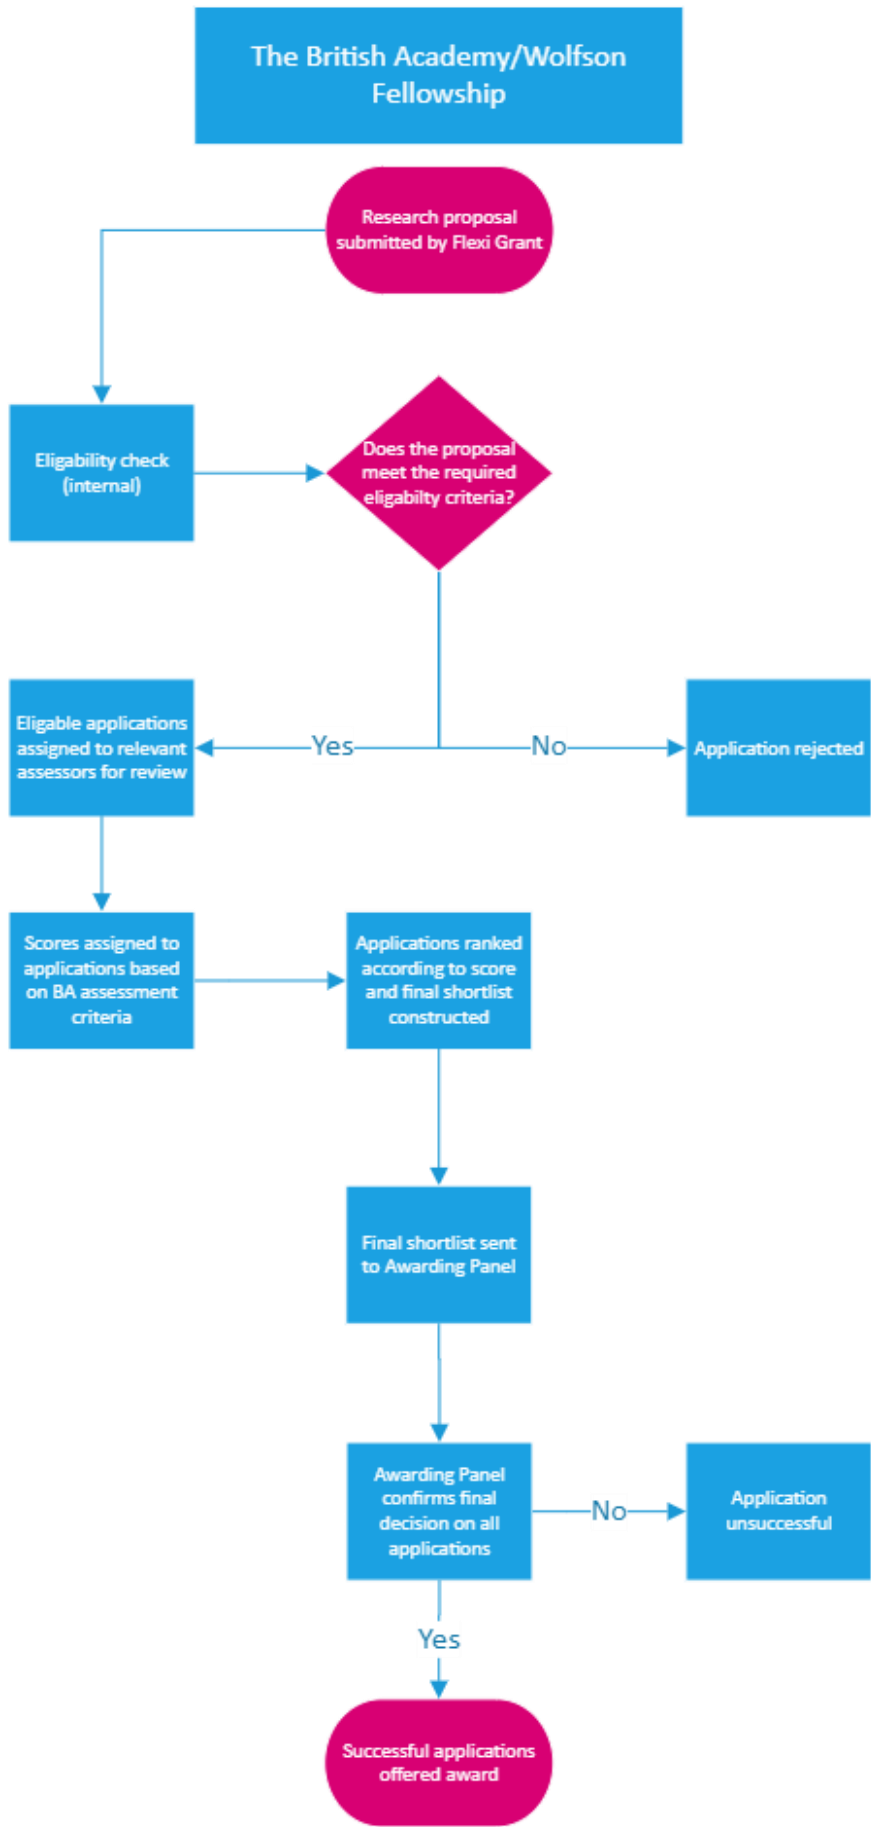 The British Academy/Wolfson
Fellowship
Research proposal
submitted by Flexi Grant
Eligability check
(internal)
Does the proposal
meet the required
eligabilty criteria?
Eligable applications
assigned to relevant
assessors for review
Yes
No
Application rejected
Scores assigned to
applications based
on BA assessment
criteria
Applications ranked
according to score
and final shortlist
constructed
Final shortlist sent
to Awarding Panel
Awarding Panel
confirms final
decision on all
applications
No
Application
unsuccessful
Yes
Successful applications
offered award